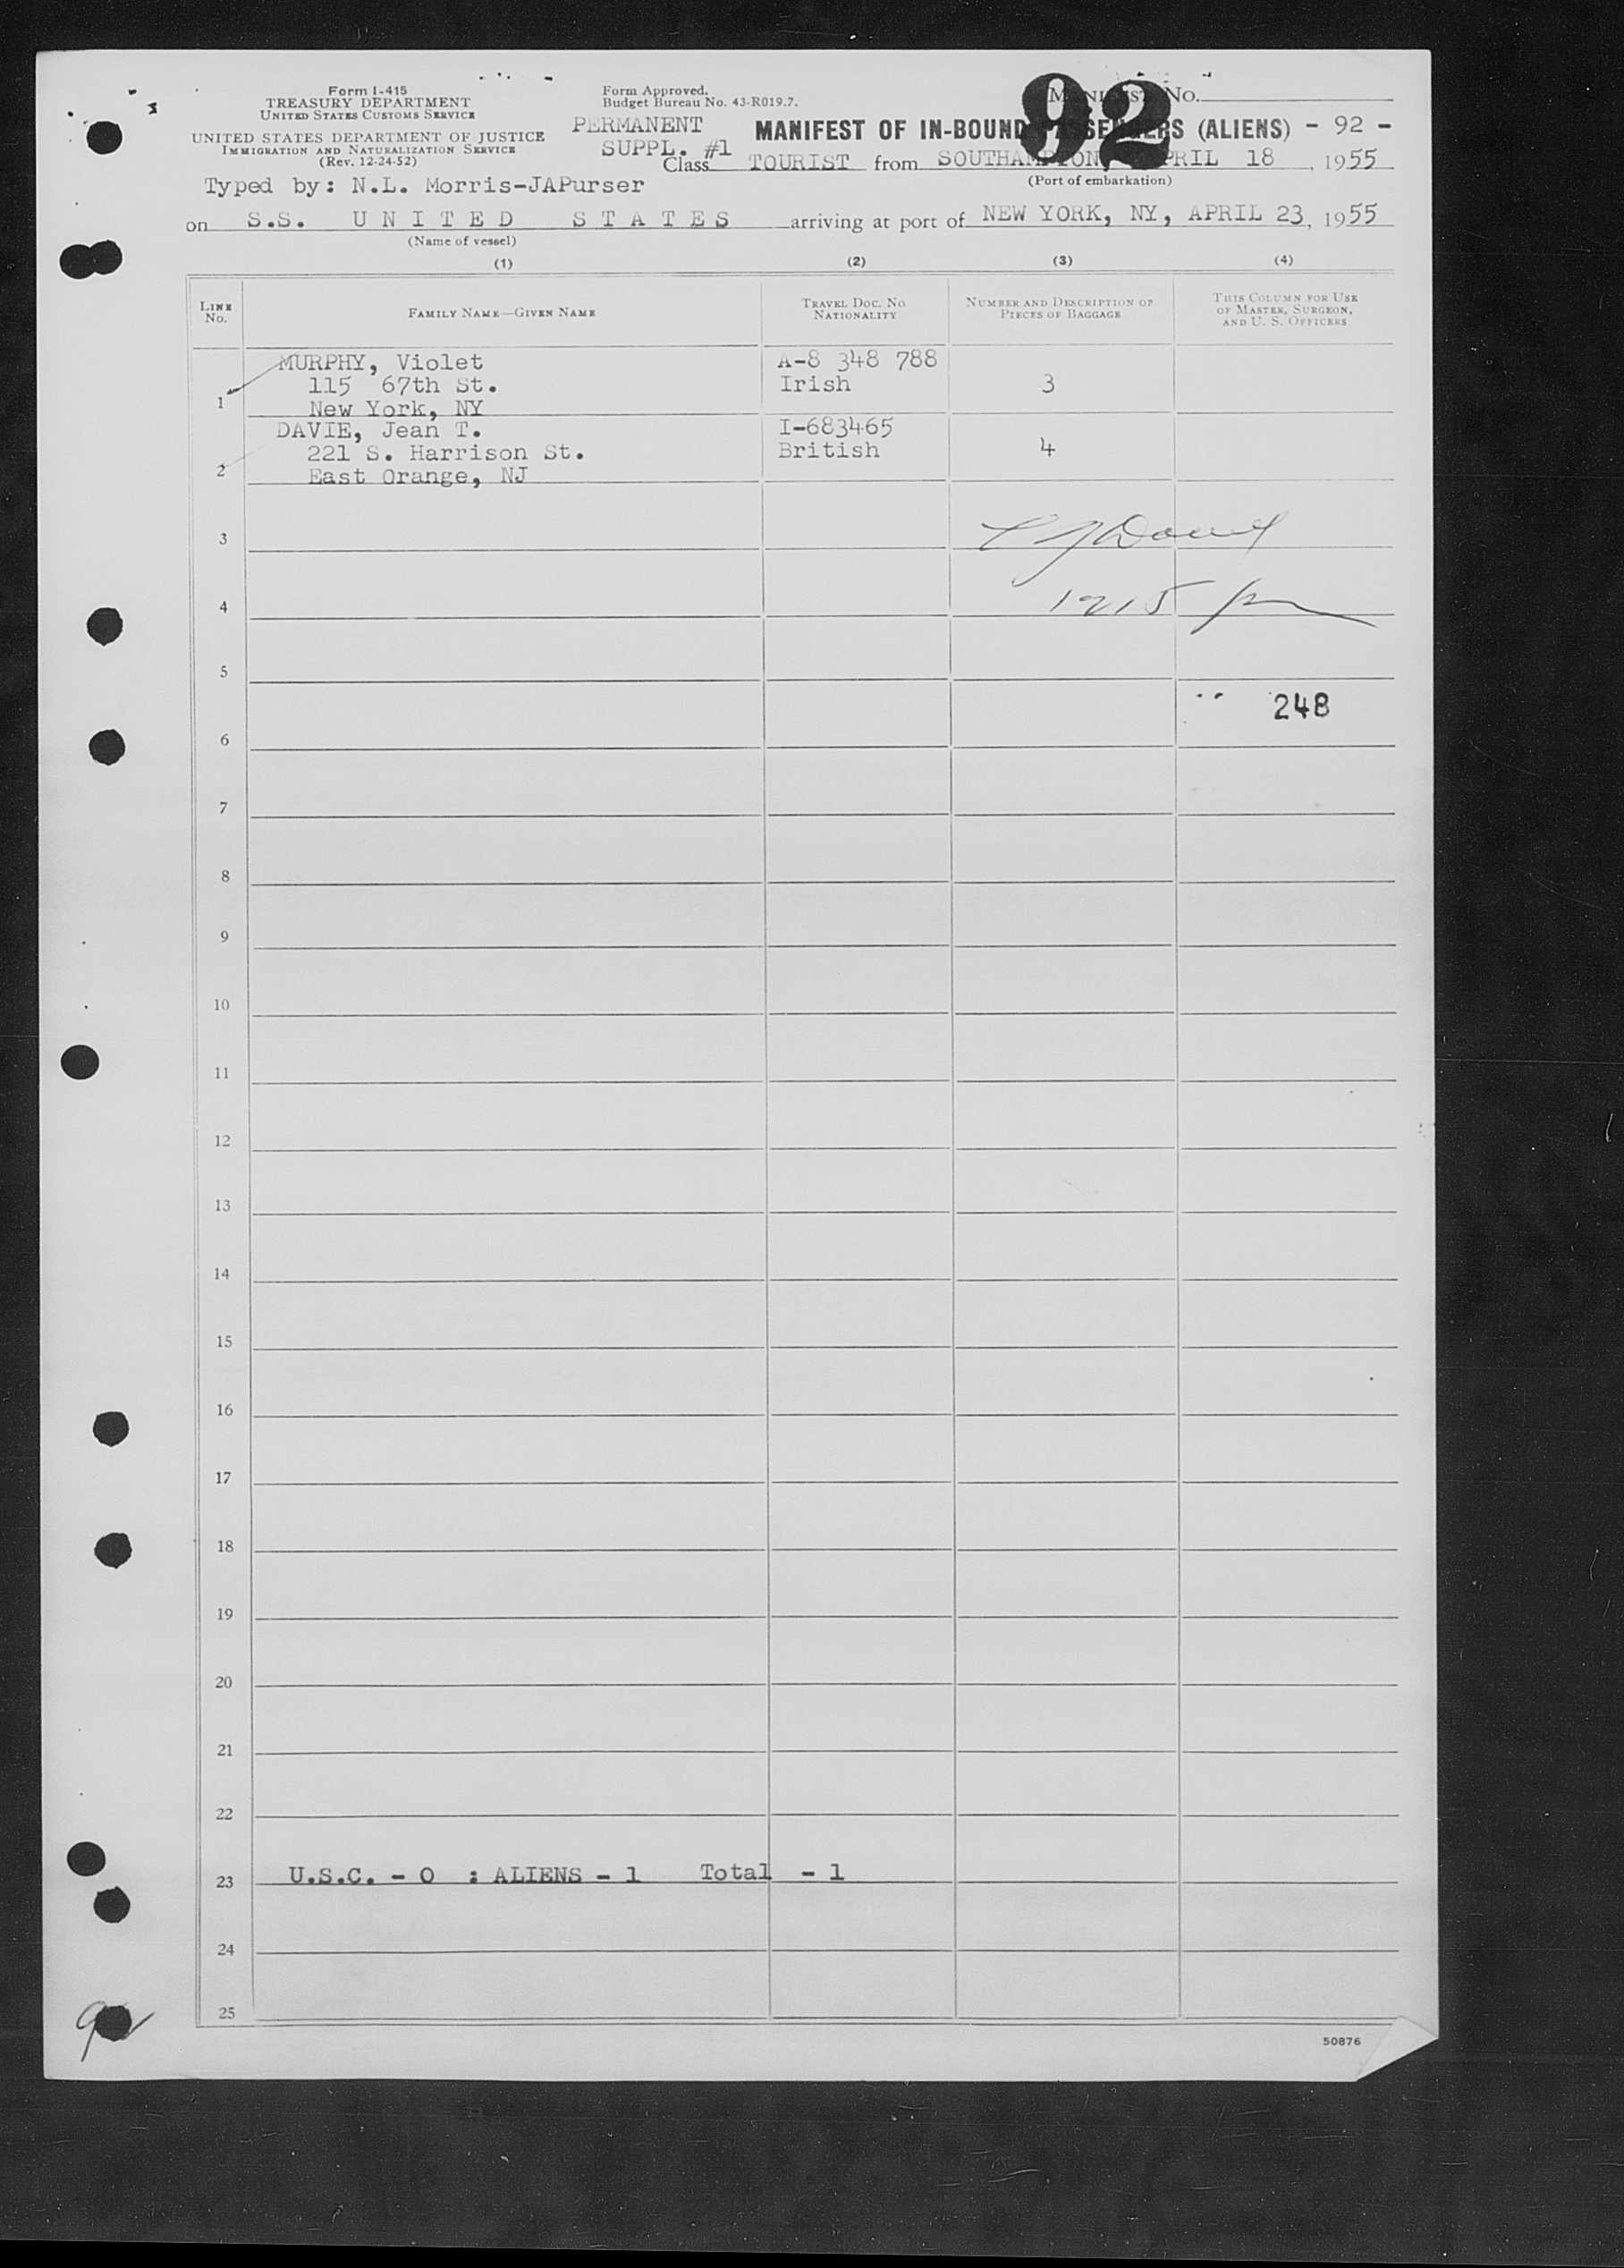 Form I-415
TREASURY DEPARTMENT
UNITED STATES CUSTOMS SERVICE
UNITED STATES DEPARTMENT OF JUSTICE
IMMIGRATION AND NATURALIZATION SERVICE
(Rev. 12-24-52)
Form Approved.
Budget Bureau No. 43-R019.7.
MANIFEST No.
92
PERMANENT
SUPPL. #1
MANIFEST OF IN-BOUND PASSENGERS (ALIENS) - 92 -
Class TOURIST from SOUTHAMPTON, APRIL 18, 1955
(Port of embarkation)
Typed by: N.L. Morris-JAPurser
on S.S. UNITED STATES arriving at port of NEW YORK, NY, APRIL 23, 1955
(Name of vessel)
(1) (2) (3) (4)
LINE No. FAMILY NAME—GIVEN NAME TRAVEL DOC. No. NATIONALITY NUMBER AND DESCRIPTION OF PIECES OF BAGGAGE THIS COLUMN FOR USE OF MASTER, SURGEON, AND U. S. OFFICERS
MURPHY, Violet A-8 348 788
115 67th St. Irish 3
1 New York, NY
DAVIE, Jean T. I-683465
221 S. Harrison St. British 4
2 East Orange, NJ
3
4 1215
5
248
6
7
8
9
10
11
12
13
14
15
16
17
18
19
20
21
22
23 U.S.C. - 0 : ALIENS - 1 Total - 1
24
25
50876